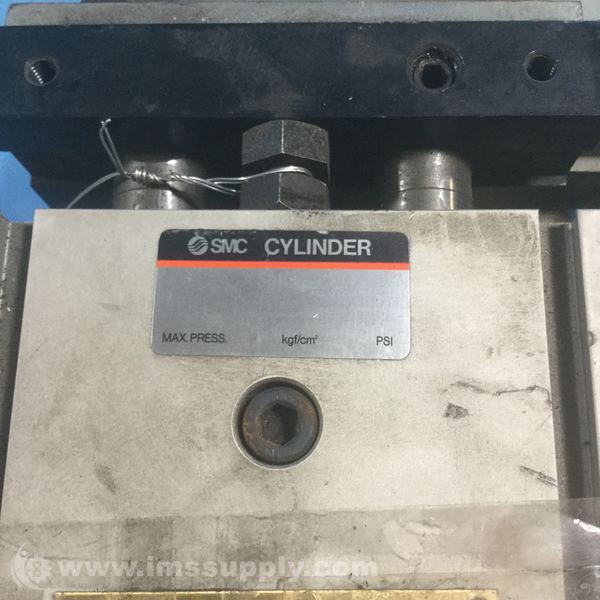 SMC CYLINDER
MAX. PRESS. kgf/cm² PSI
www.imssupply.com